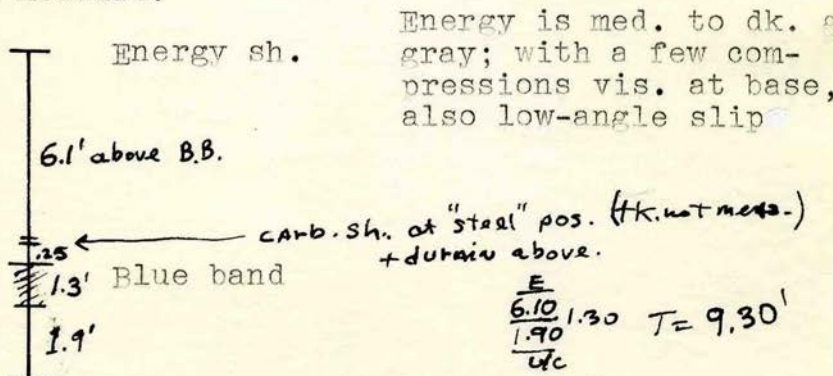 Energy is med. to dk. g
Energy sh.
gray; with a few com-
pressions vis. at base,
also low-angle slip
6.1' above B.B.
carb. sh. at "steel" pos. (tk. not meas.)
+ durain above.
.25
1.3' Blue band
1.9'
E
6.10
1.30
1.90
u/c
T = 9.30'